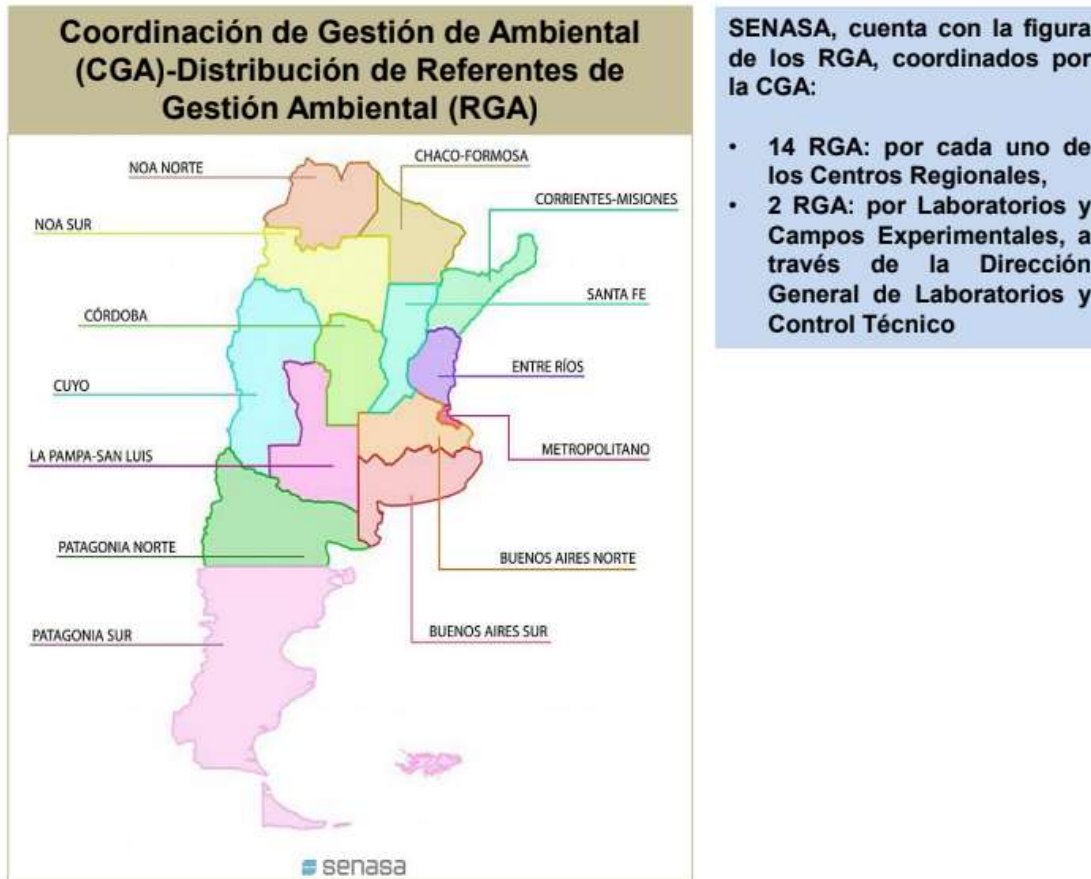 Coordinación de Gestión de Ambiental
(CGA)-Distribución de Referentes de
Gestión Ambiental (RGA)
NOA NORTE
CHACO-FORMOSA
CORRIENTES-MISIONES
NOA SUR
SANTA FE
CÓRDOBA
ENTRE RÍOS
CUYO
METROPOLITANO
LA PAMPA-SAN LUIS
PATAGONIA NORTE
BUENOS AIRES NORTE
PATAGONIA SUR
BUENOS AIRES SUR
senasa
SENASA, cuenta con la figura
de los RGA, coordinados por
la CGA:
• 14 RGA: por cada uno de
los Centros Regionales,
• 2 RGA: por Laboratorios y
Campos Experimentales, a
través de la Dirección
General de Laboratorios y
Control Técnico